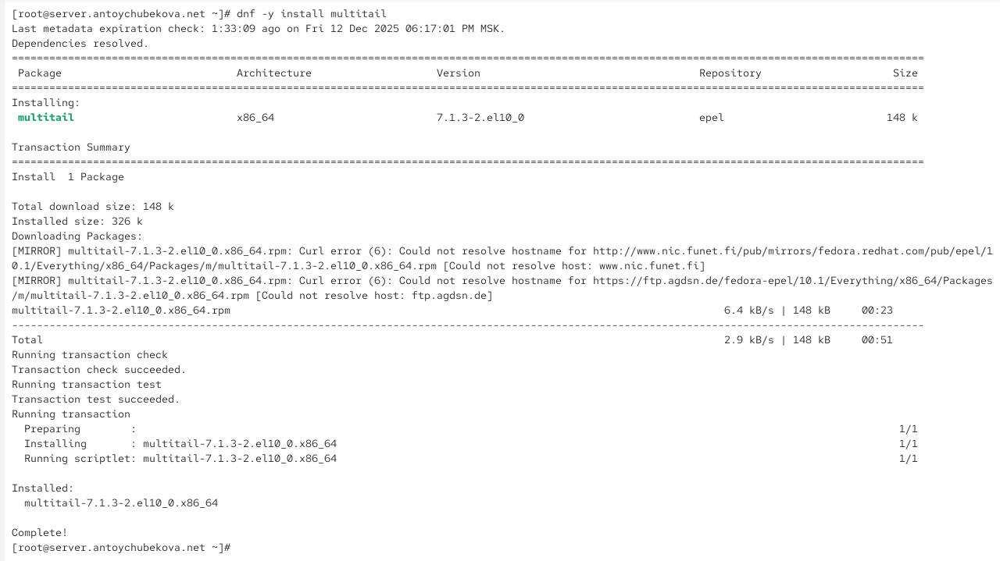 [root@server.antoychubekova.net ~]# dnf -y install multitail
Last metadata expiration check: 1:33:09 ago on Fri 12 Dec 2025 06:17:01 PM MSK.
Dependencies resolved.
==================================================================================================================================================
 Package                            Architecture                    Version                                   Repository                     Size
==================================================================================================================================================
Installing:
 multitail                          x86_64                          7.1.3-2.el10_0                            epel                          148 k

Transaction Summary
==================================================================================================================================================
Install  1 Package

Total download size: 148 k
Installed size: 326 k
Downloading Packages:
[MIRROR] multitail-7.1.3-2.el10_0.x86_64.rpm: Curl error (6): Could not resolve hostname for http://www.nic.funet.fi/pub/mirrors/fedora.redhat.com/pub/epel/1
0.1/Everything/x86_64/Packages/m/multitail-7.1.3-2.el10_0.x86_64.rpm [Could not resolve host: www.nic.funet.fi]
[MIRROR] multitail-7.1.3-2.el10_0.x86_64.rpm: Curl error (6): Could not resolve hostname for https://ftp.agdsn.de/fedora-epel/10.1/Everything/x86_64/Packages
/m/multitail-7.1.3-2.el10_0.x86_64.rpm [Could not resolve host: ftp.agdsn.de]
multitail-7.1.3-2.el10_0.x86_64.rpm                                                                               6.4 kB/s | 148 kB     00:23
--------------------------------------------------------------------------------------------------------------------------------------------------
Total                                                                                                             2.9 kB/s | 148 kB     00:51
Running transaction check
Transaction check succeeded.
Running transaction test
Transaction test succeeded.
Running transaction
  Preparing        :                                                                                                                          1/1
  Installing       : multitail-7.1.3-2.el10_0.x86_64                                                                                          1/1
  Running scriptlet: multitail-7.1.3-2.el10_0.x86_64                                                                                          1/1

Installed:
  multitail-7.1.3-2.el10_0.x86_64

Complete!
[root@server.antoychubekova.net ~]#